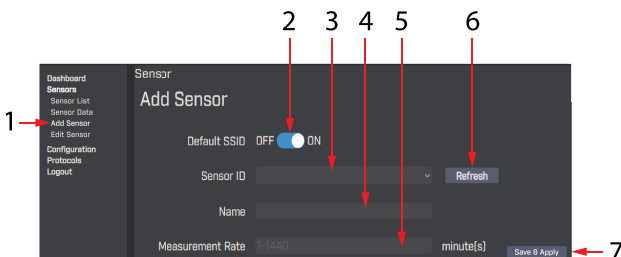 2 3 4 5 6
Dashboard
Sensors
Sensor List
Sensor Data
Add Sensor
Edit Sensor
Configuration
Protocols
Logout
1
Sensor
Add Sensor
Default SSID OFF ON
Sensor ID Refresh
Name
Measurement Rate 1-1440 minute(s)
Save & Apply 7